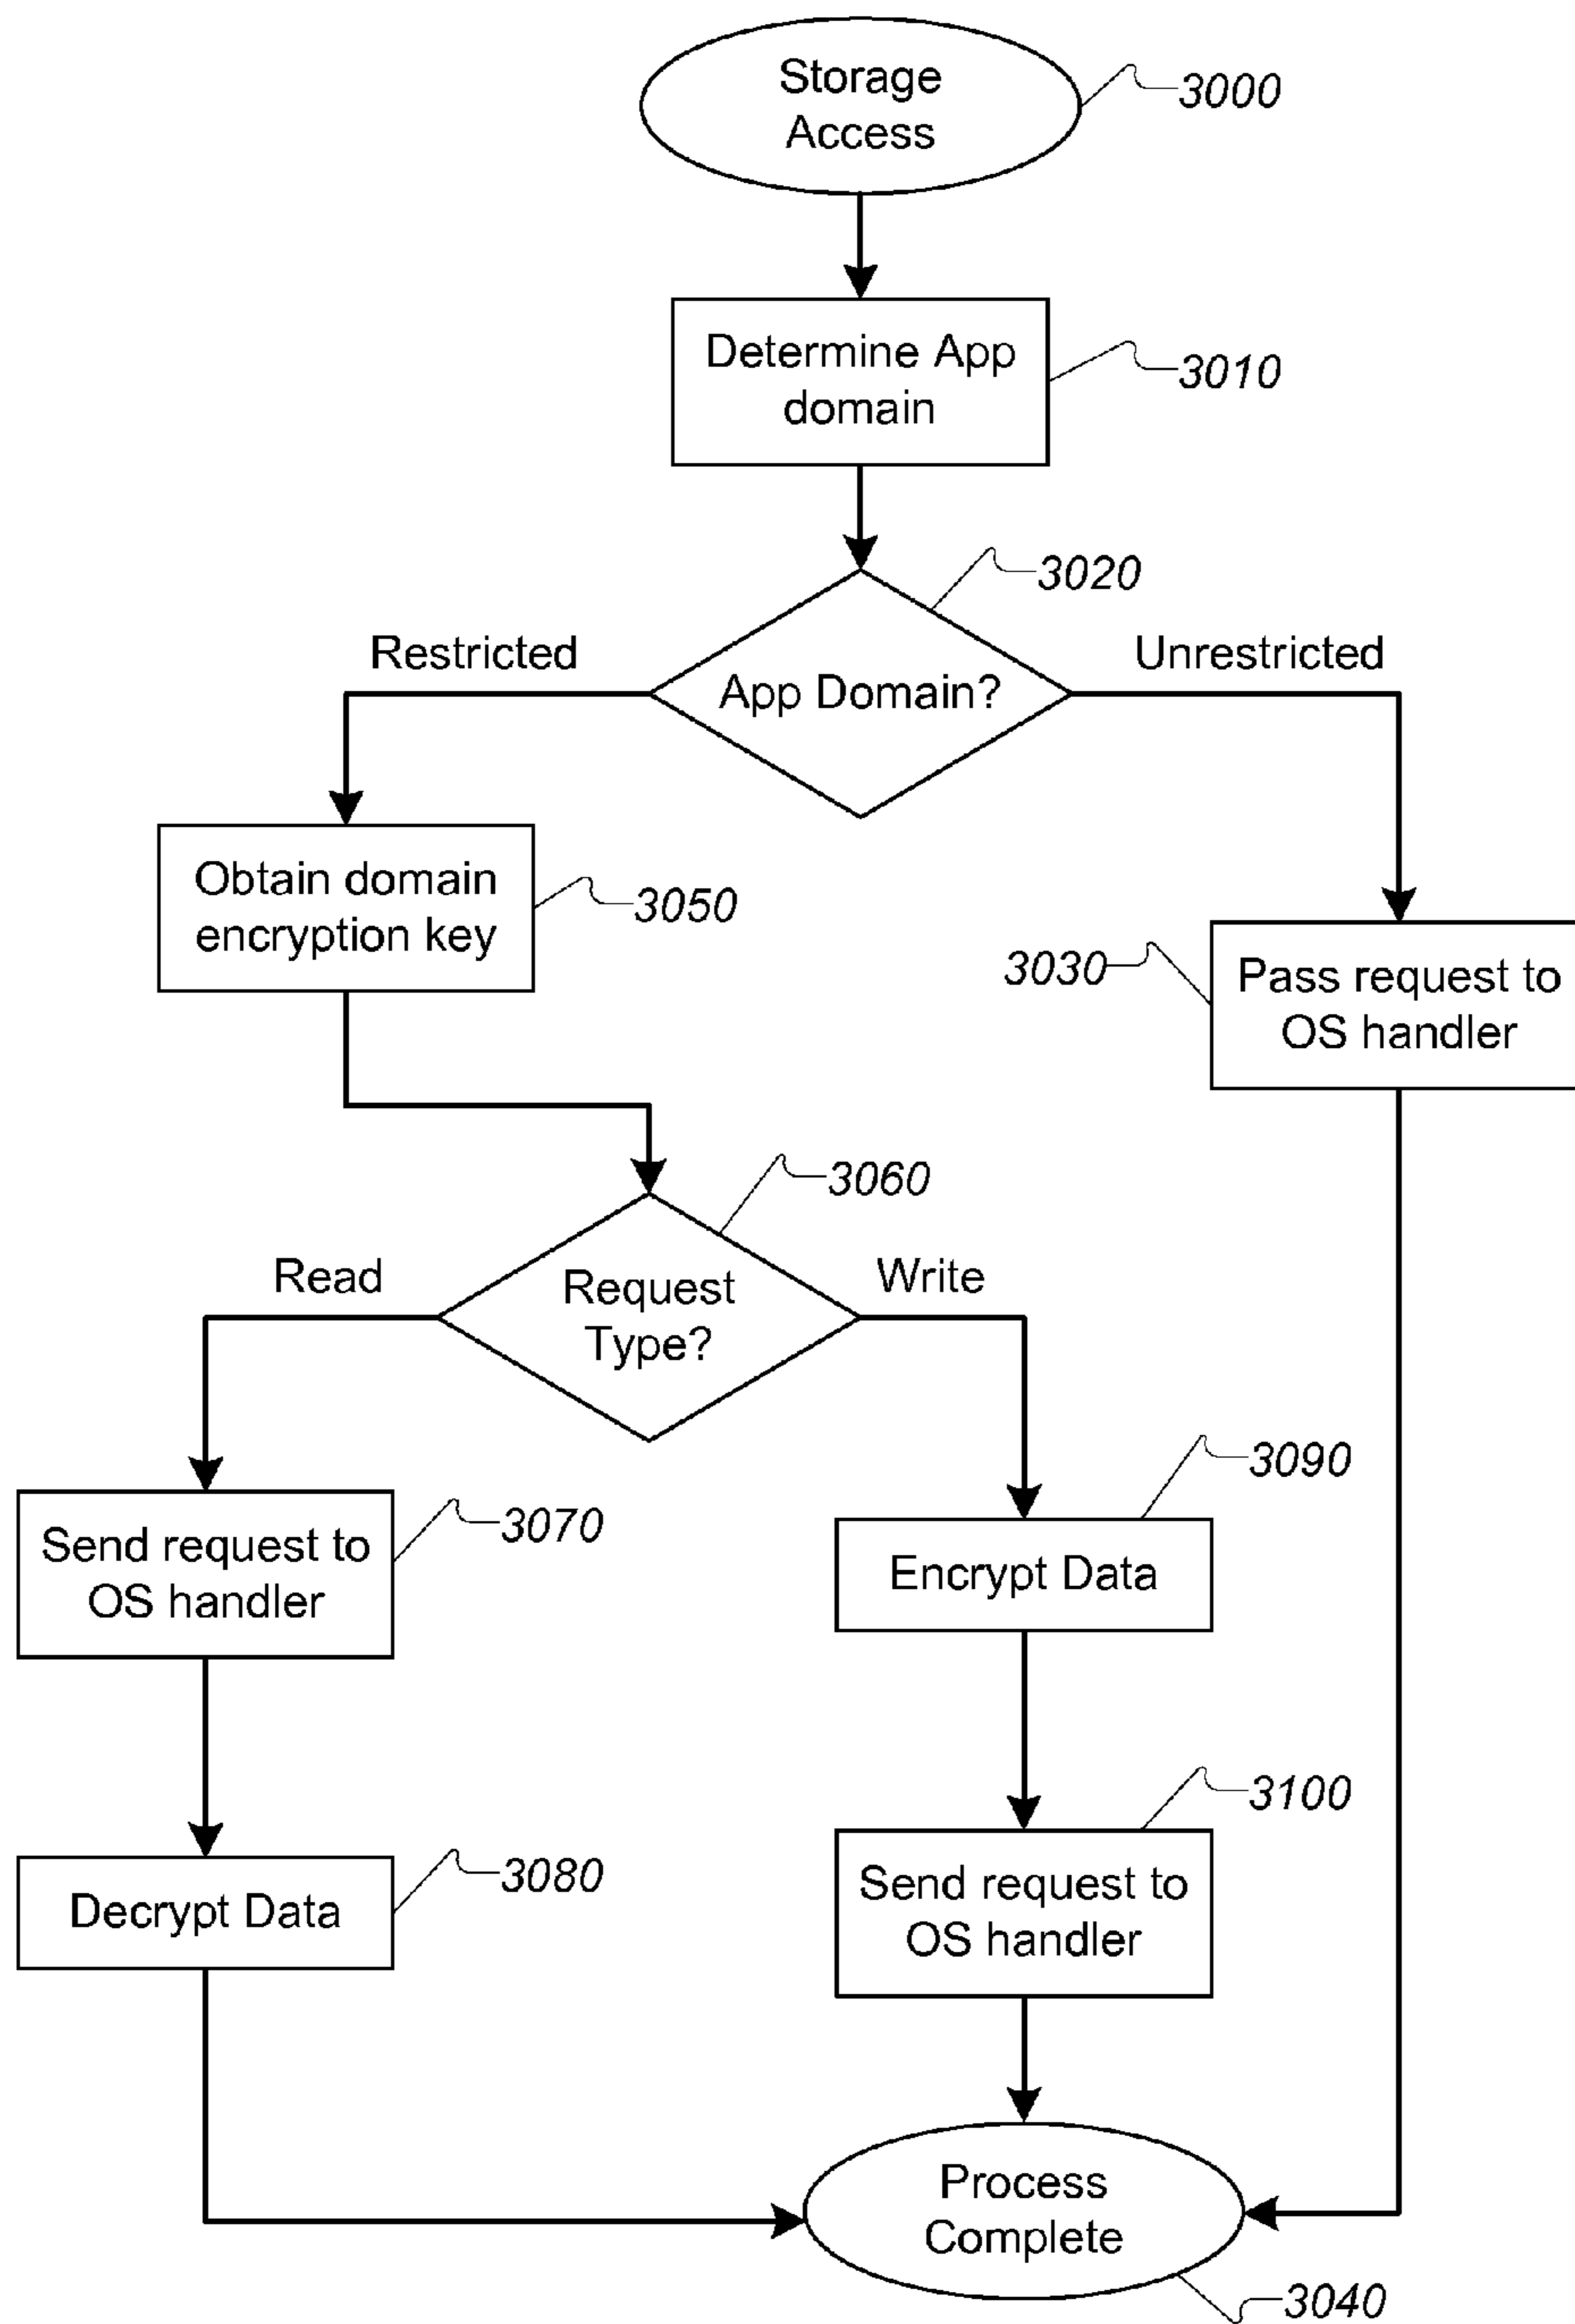 Storage
Access
3000
Determine App
domain
3010
3020
Restricted
App Domain?
Unrestricted
Obtain domain
encryption key
3050
3030
Pass request to
OS handler
3060
Read
Request
Type?
Write
3090
Send request to
OS handler
3070
Encrypt Data
3100
Decrypt Data
3080
Send request to
OS handler
Process
Complete
3040